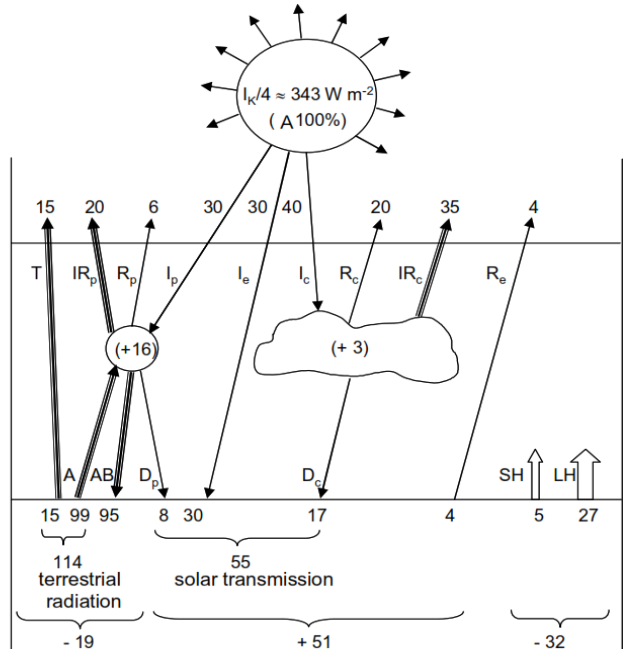 I_K/4 ≈ 343 W m⁻²
( A 100%)
15 20 6 30 30 40 20 35 4
T IR_p R_p I_p I_e I_c R_c IR_c R_e
(+16) (+ 3)
A AB D_p D_c SH LH
15 99 95 8 30 17 4 5 27
114 55
terrestrial solar transmission
radiation
- 19 + 51 - 32